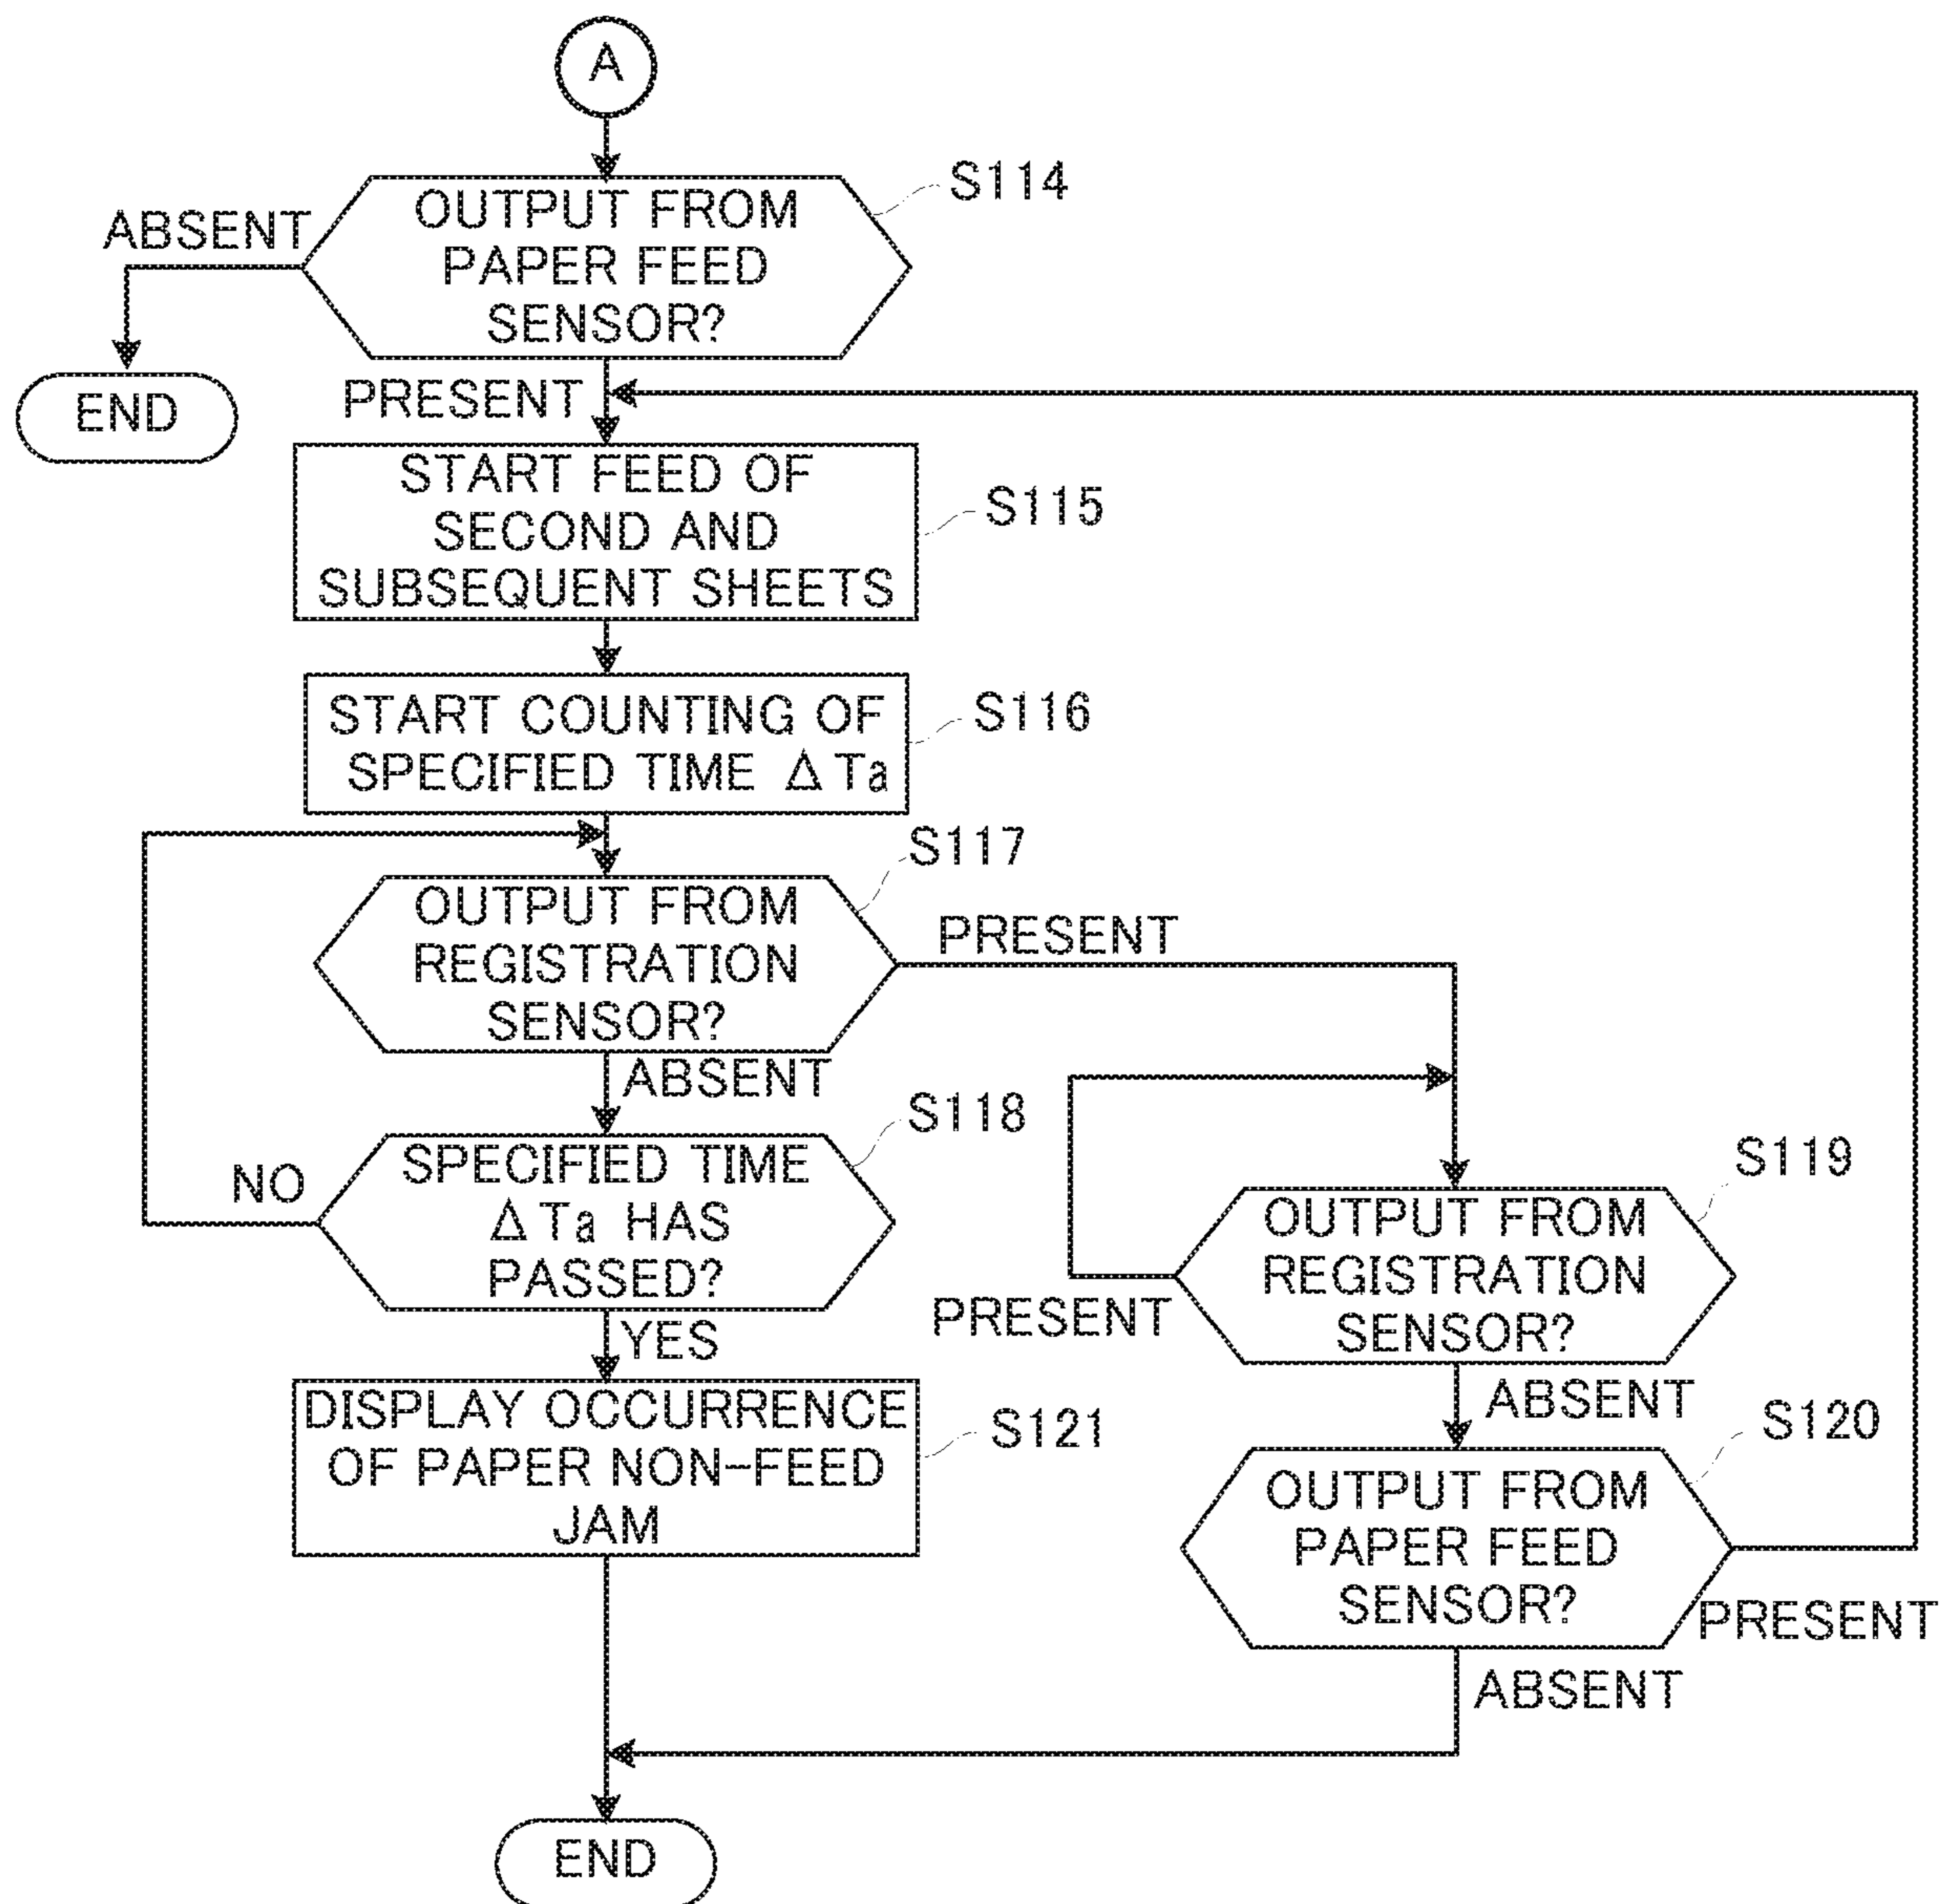 A
OUTPUT FROM
PAPER FEED
SENSOR?
S114
ABSENT
END
PRESENT
START FEED OF
SECOND AND
SUBSEQUENT SHEETS
S115
START COUNTING OF
SPECIFIED TIME ΔTa
S116
OUTPUT FROM
REGISTRATION
SENSOR?
S117
PRESENT
ABSENT
SPECIFIED TIME
ΔTa HAS
PASSED?
S118
NO
YES
OUTPUT FROM
REGISTRATION
SENSOR?
S119
PRESENT
ABSENT
DISPLAY OCCURRENCE
OF PAPER NON-FEED
JAM
S121
OUTPUT FROM
PAPER FEED
SENSOR?
S120
PRESENT
ABSENT
END